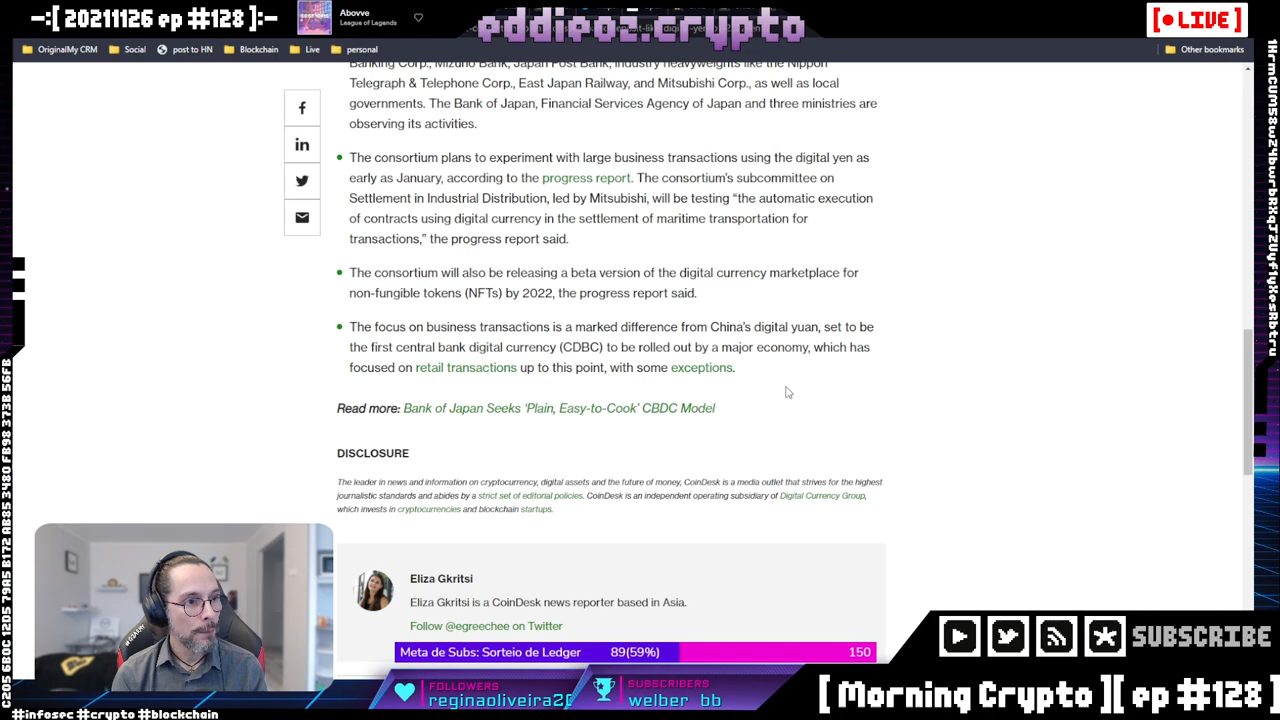 -:[ 20211126 ep #128 ]:-
Abovve
League of Legends
eddieoz.crypto
[●LIVE]
OriginalMy CRM
Social
post to HN
Blockchain
Live
personal
Other bookmarks
Banking Corp., Mizuho Bank, Japan Post Bank, industry heavyweights like the Nippon
Telegraph & Telephone Corp., East Japan Railway, and Mitsubishi Corp., as well as local
governments. The Bank of Japan, Financial Services Agency of Japan and three ministries are
observing its activities.
The consortium plans to experiment with large business transactions using the digital yen as
early as January, according to the progress report. The consortium's subcommittee on
Settlement in Industrial Distribution, led by Mitsubishi, will be testing “the automatic execution
of contracts using digital currency in the settlement of maritime transportation for
transactions,” the progress report said.
The consortium will also be releasing a beta version of the digital currency marketplace for
non-fungible tokens (NFTs) by 2022, the progress report said.
The focus on business transactions is a marked difference from China's digital yuan, set to be
the first central bank digital currency (CDBC) to be rolled out by a major economy, which has
focused on retail transactions up to this point, with some exceptions.
Read more: Bank of Japan Seeks ‘Plain, Easy-to-Cook’ CBDC Model
DISCLOSURE
The leader in news and information on cryptocurrency, digital assets and the future of money, CoinDesk is a media outlet that strives for the highest
journalistic standards and abides by a strict set of editorial policies. CoinDesk is an independent operating subsidiary of Digital Currency Group,
which invests in cryptocurrencies and blockchain startups.
Eliza Gkritsi
Eliza Gkritsi is a CoinDesk news reporter based in Asia.
Follow @egreechee on Twitter
Meta de Subs: Sorteio de Ledger 89(59%) 150
FOLLOWERS
reginaoliveira20
SUBSCRIBERS
welber_bb
SUBSCRIBE
[ Morning Crypto ][ ep #128 ]
C2C5 5B00 12D5 79A5 B172 AB85 3480 FB98 373B 56FB
#infosec #crypto #blockchain